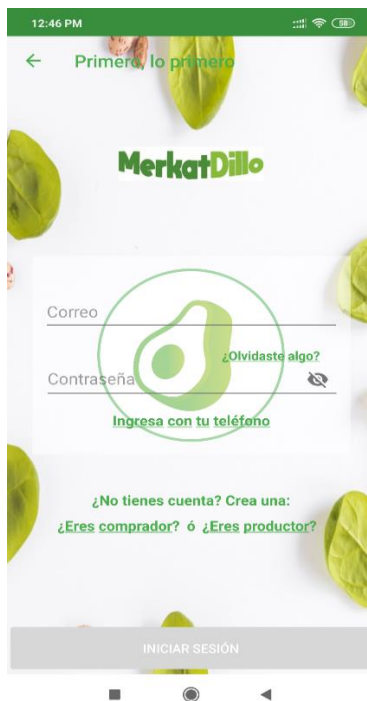 12:46 PM 58
Primero, lo primero
MerkatDillo
Correo
¿Olvidaste algo?
Contraseña
Ingresa con tu teléfono
¿No tienes cuenta? Crea una:
¿Eres comprador? ó ¿Eres productor?
INICIAR SESIÓN